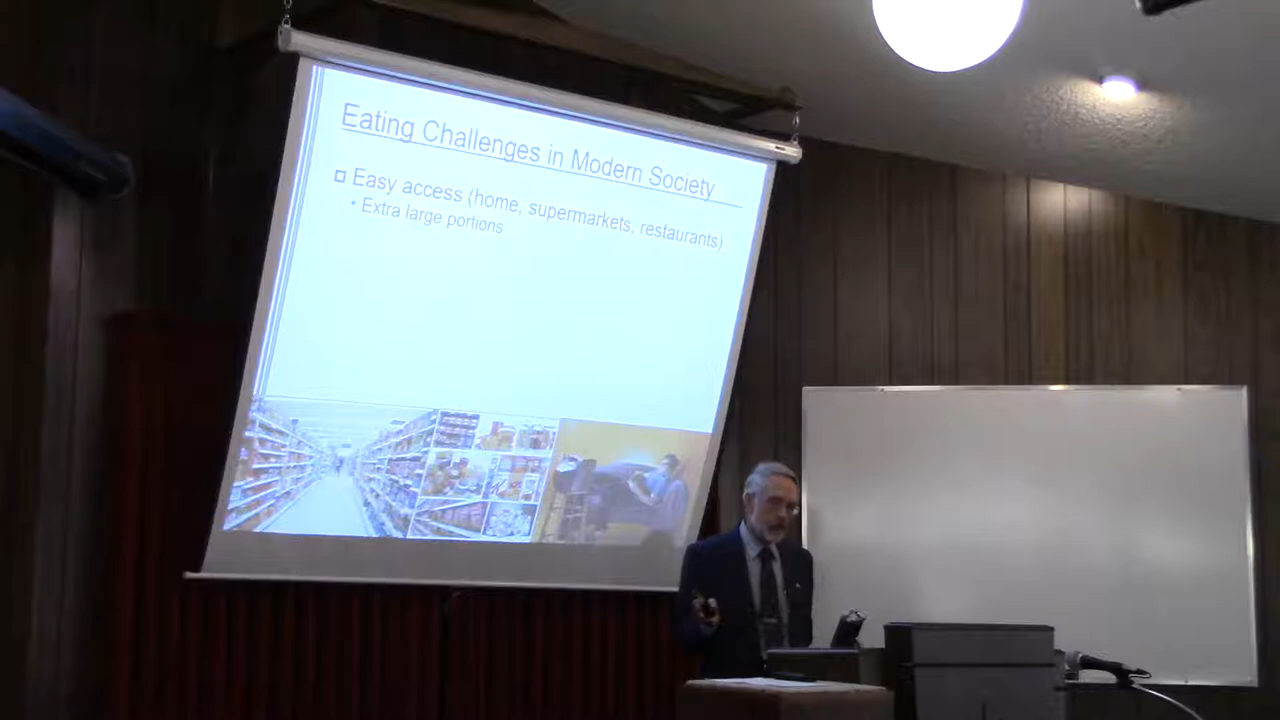 Eating Challenges in Modern Society
Easy access (home, supermarkets, restaurants)
• Extra large portions